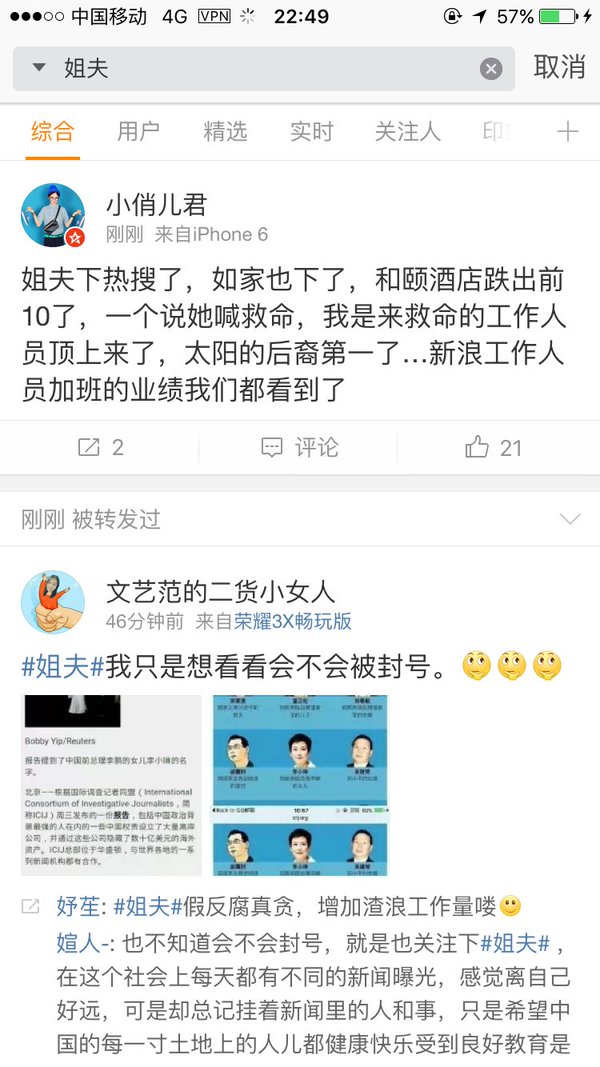 中国移动 4G VPN 22:49 57%
姐夫 取消
综合 用户 精选 实时 关注人
小俏儿君
刚刚 来自iPhone 6
姐夫下热搜了，如家也下了，和颐酒店跌出前
10了，一个说她喊救命，我是来救命的工作人
员顶上来了，太阳的后裔第一了...新浪工作人
员加班的业绩我们都看到了
2 评论 21
刚刚 被转发过
文艺范的二货小女人
46分钟前 来自荣耀3X畅玩版
#姐夫#我只是想看看会不会被封号。
Bobby Yip/Reuters
报告提到了中国前总理李鹏的女儿李小琳的名
字。
北京——根据国际调查记者同盟（International
Consortium of Investigative Journalists，简
称ICIJ）周三发布的一份报告，包括中国政治背
景最强的人在内的一些中国权贵设立了大量离岸
公司，并通过这些公司隐藏了数十亿美元的海外
资产。ICIJ总部位于华盛顿，与世界各地的一系
列新闻机构都有合作。
李小琳
Back to QQ邮箱 10:57 50%
icij.org
李小琳
妤苼: #姐夫#假反腐真贪，增加渣浪工作量喽
媗人-: 也不知道会不会封号，就是也关注下#姐夫#，
在这个社会上每天都有不同的新闻曝光，感觉离自己
好远，可是却总记挂着新闻里的人和事，只是希望中
国的每一寸土地上的人儿都健康快乐受到良好教育是